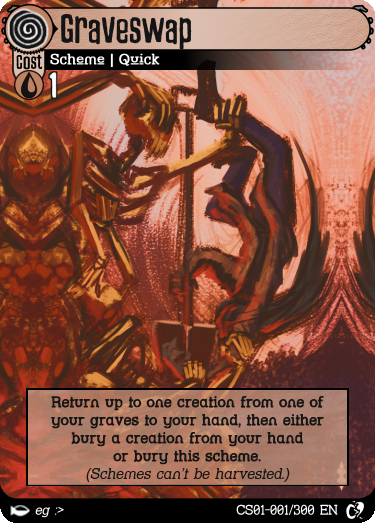 Graveswap
Cost
Scheme | Quick
1
Return up to one creation from one of
your graves to your hand, then either
bury a creation from your hand
or bury this scheme.
(Schemes can't be harvested.)
eg :>
CS01-001/300 EN